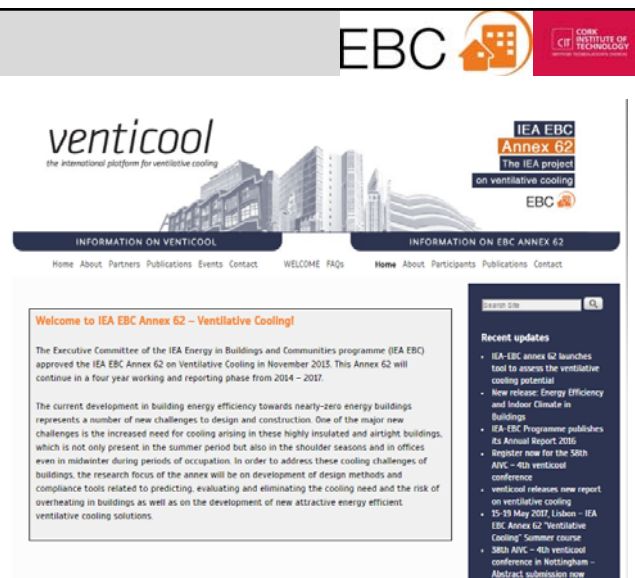 EBC
CIT
CORK
INSTITUTE OF
TECHNOLOGY
venticool
the international platform for ventilative cooling
IEA EBC
Annex 62
The IEA project
on ventilative cooling
EBC
INFORMATION ON VENTICOOL
INFORMATION ON EBC ANNEX 62
Home About Partners Publications Events Contact WELCOME FAQs Home About Participants Publications Contact
Welcome to IEA EBC Annex 62 – Ventilative Cooling!
The Executive Committee of the IEA Energy in Buildings and Communities programme (IEA EBC)
approved the IEA EBC Annex 62 on Ventilative Cooling in November 2013. This Annex 62 will
continue in a four year working and reporting phase from 2014 – 2017.
The current development in building energy efficiency towards nearly-zero energy buildings
represents a number of new challenges to design and construction. One of the major new
challenges is the increased need for cooling arising in these highly insulated and airtight buildings,
which is not only present in the summer period but also in the shoulder seasons and in offices
even in midwinter during periods of occupation. In order to address these cooling challenges of
buildings, the research focus of the annex will be on development of design methods and
compliance tools related to predicting, evaluating and eliminating the cooling need and the risk of
overheating in buildings as well as on the development of new attractive energy efficient
ventilative cooling solutions.
Search Site
Recent updates
• IEA-EBC annex 62 launches
tool to assess the ventilative
cooling potential
• New release: Energy Efficiency
and Indoor Climate in
Buildings
• IEA-EBC Programme publishes
its Annual Report 2016
• Register now for the 38th
AIVC – 4th venticool
conference
• venticool releases new report
on ventilative cooling
• 15-19 May 2017, Lisbon – IEA
EBC Annex 62 "Ventilative
Cooling" Summer course
• 38th AIVC – 4th venticool
conference in Nottingham –
Abstract submission now